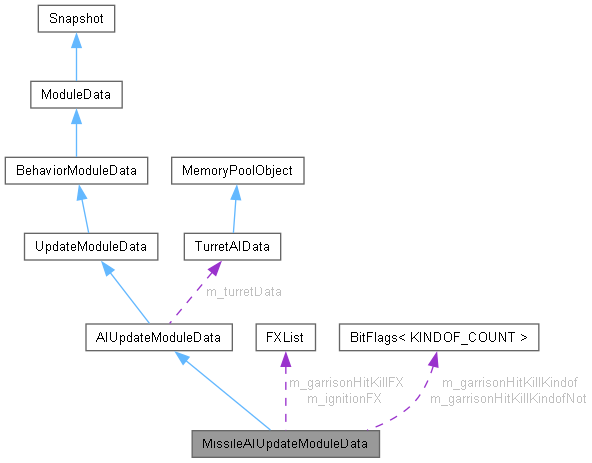 Snapshot
ModuleData
BehaviorModuleData
MemoryPoolObject
UpdateModuleData
TurretAIData
m_turretData
AIUpdateModuleData
FXList
BitFlags< KINDOF_COUNT >
m_garrisonHitKillFX
m_ignitionFX
m_garrisonHitKillKindof
m_garrisonHitKillKindofNot
MissileAIUpdateModuleData